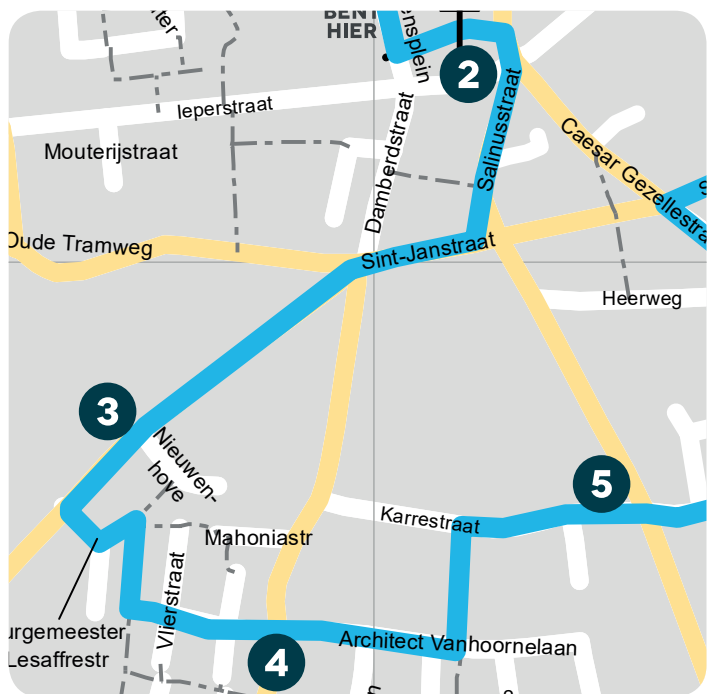 BENT
HIER
ensplein
2
Ieperstraat
Mouterijstraat
Damberdstraat
Salinusstraat
Caesar Gezellestra
Oude Tramweg
Sint-Janstraat
Heerweg
3
Nieuwen-
hove
5
Karrestraat
Mahoniastr
Vlierstraat
urgemeester
Lesaffrestr
Architect Vanhoornelaan
4